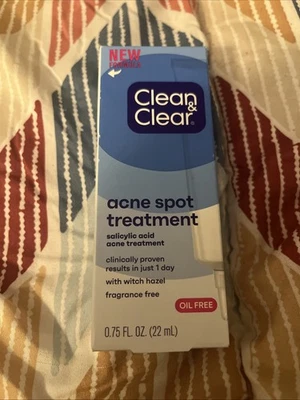 NEW
FORMULA
Clean
&
Clear®
acne spot
treatment
salicylic acid
acne treatment
clinically proven
results in just 1 day
with witch hazel
fragrance free
OIL FREE
0.75 FL. OZ. (22 mL)